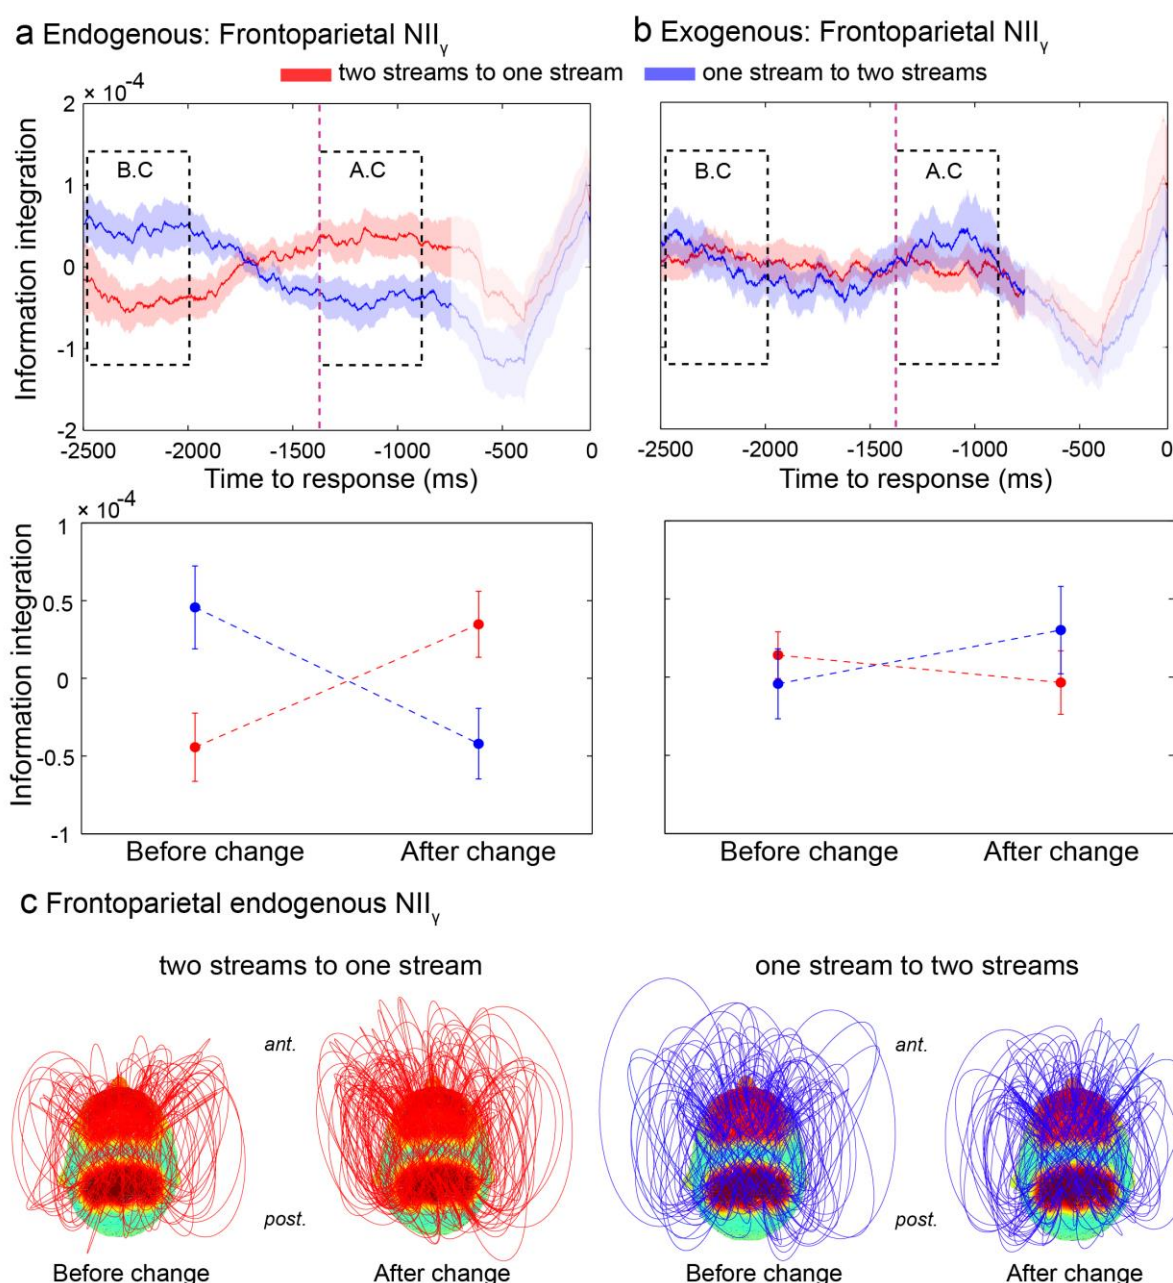 a Endogenous: Frontoparietal NIIγ
b Exogenous: Frontoparietal NIIγ
two streams to one stream
one stream to two streams
× 10-4
Information integration
2
1
0
-1
-2
B.C
A.C
-2500 -2000 -1500 -1000 -500 0
Time to response (ms)
B.C
A.C
-2500 -2000 -1500 -1000 -500 0
Time to response (ms)
× 10-4
Information integration
1
0.5
0
-0.5
-1
Before change After change
Before change After change
c Frontoparietal endogenous NIIγ
two streams to one stream
one stream to two streams
ant.
ant.
post.
post.
Before change After change Before change After change